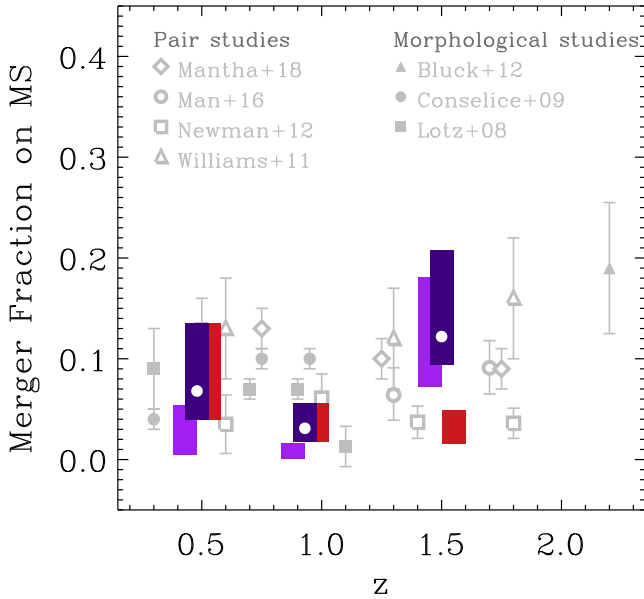 Pair studies
Mantha+18
Man+16
Newman+12
Williams+11
Morphological studies
Bluck+12
Conselice+09
Lotz+08
Merger Fraction on MS
0.4
0.3
0.2
0.1
0.0
0.5 1.0 1.5 2.0
z